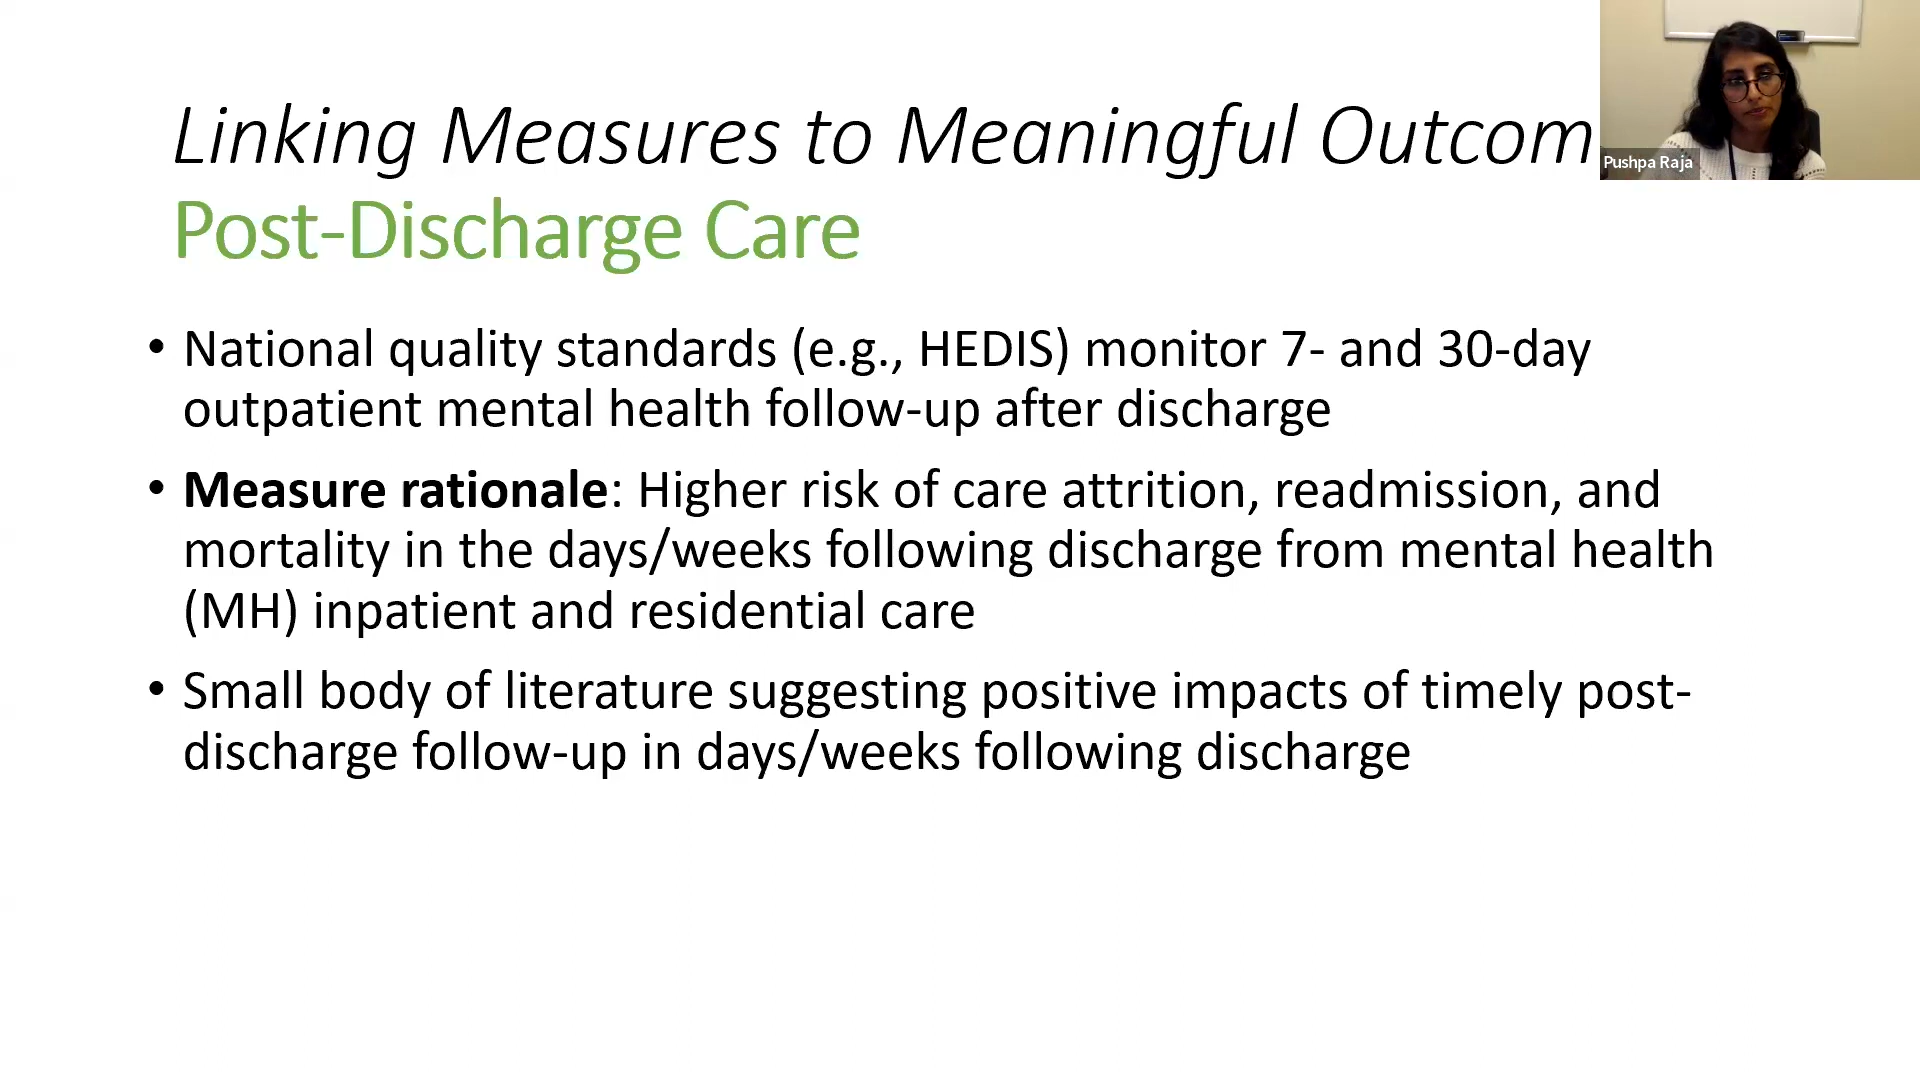 Linking Measures to Meaningful Outcom
Post-Discharge Care
Pushpa Raja
• National quality standards (e.g., HEDIS) monitor 7- and 30-day
outpatient mental health follow-up after discharge
• Measure rationale: Higher risk of care attrition, readmission, and
mortality in the days/weeks following discharge from mental health
(MH) inpatient and residential care
• Small body of literature suggesting positive impacts of timely post-
discharge follow-up in days/weeks following discharge